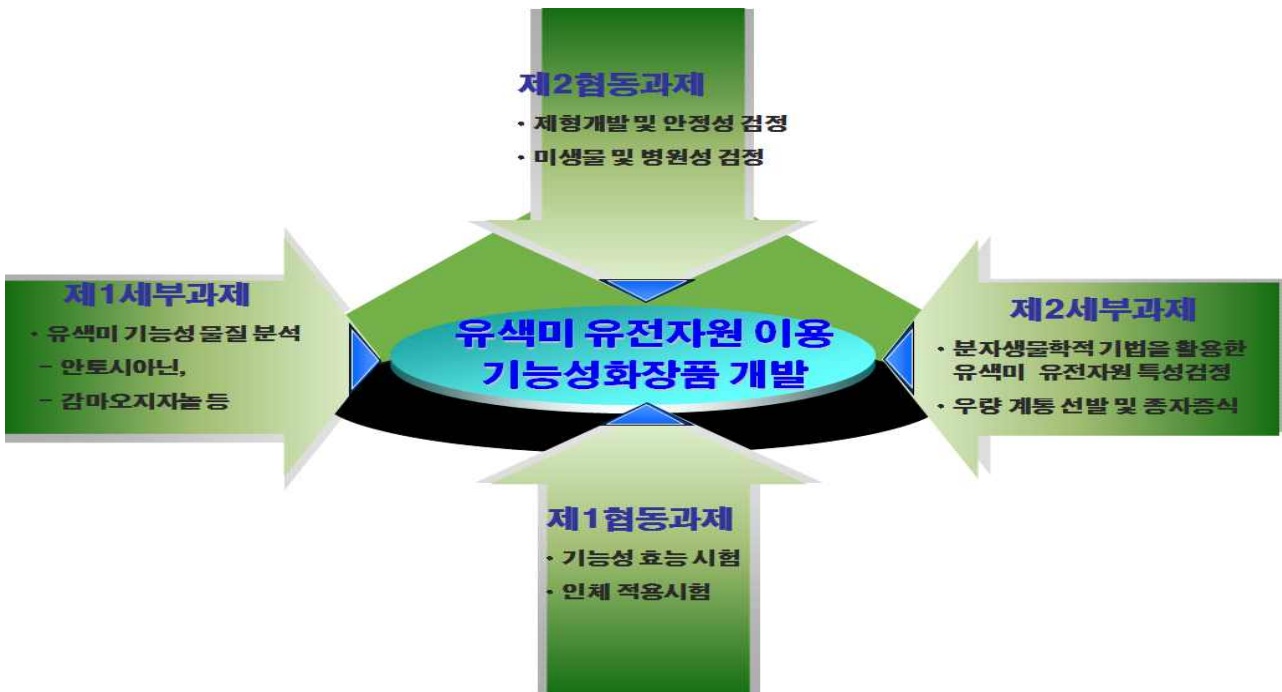 제2협동과제
· 제형개발 및 안정성 검정
· 미생물 및 병원성 검정
제1세부과제
· 유색미 기능성 물질 분석
- 안토시아닌,
- 감마오지자놀 등
유색미 유전자원 이용
기능성화장품 개발
제2세부과제
· 분자생물학적 기법을 활용한
유색미 유전자원 특성검정
· 우량 계통 선발 및 종자증식
제1협동과제
· 기능성 효능 시험
· 인체 적용시험